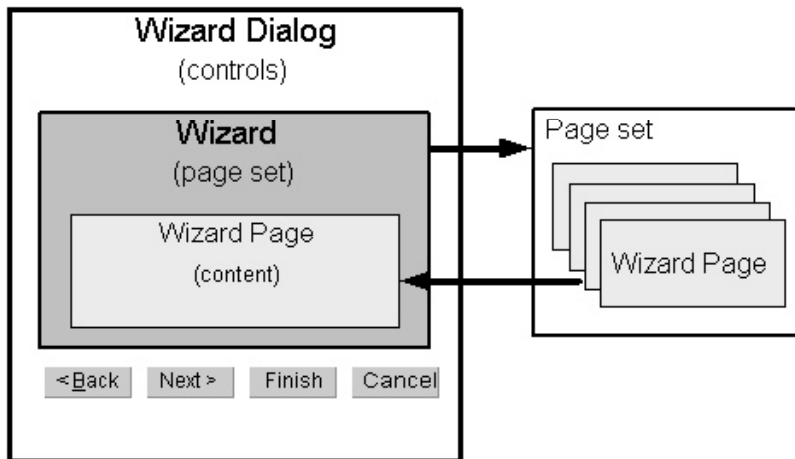 Wizard Dialog
(controls)
Wizard
(page set)
Wizard Page
(content)
< Back
Next >
Finish
Cancel
Page set
Wizard Page